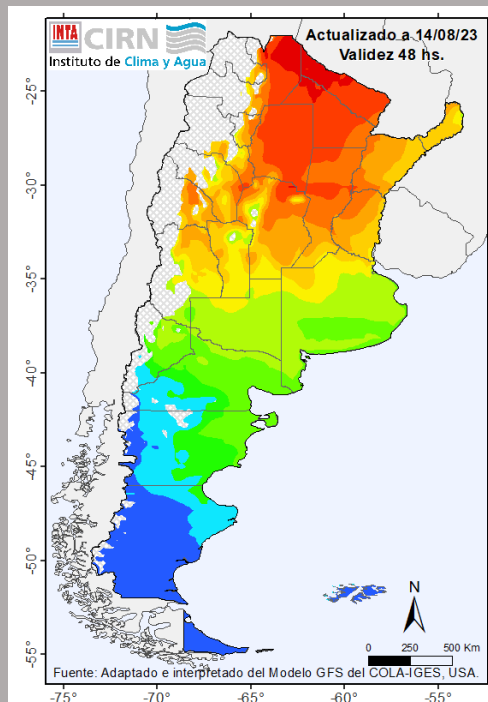 INTA CIRN
Instituto de Clima y Agua
Actualizado a 14/08/23
Validez 48 hs.
-25°
-30°
-35°
-40°
-45°
-50°
-55°
N
0 250 500 Km
Fuente: Adaptado e interpretado del Modelo GFS del COLA-IGES, USA.
-75° -70° -65° -60° -55°